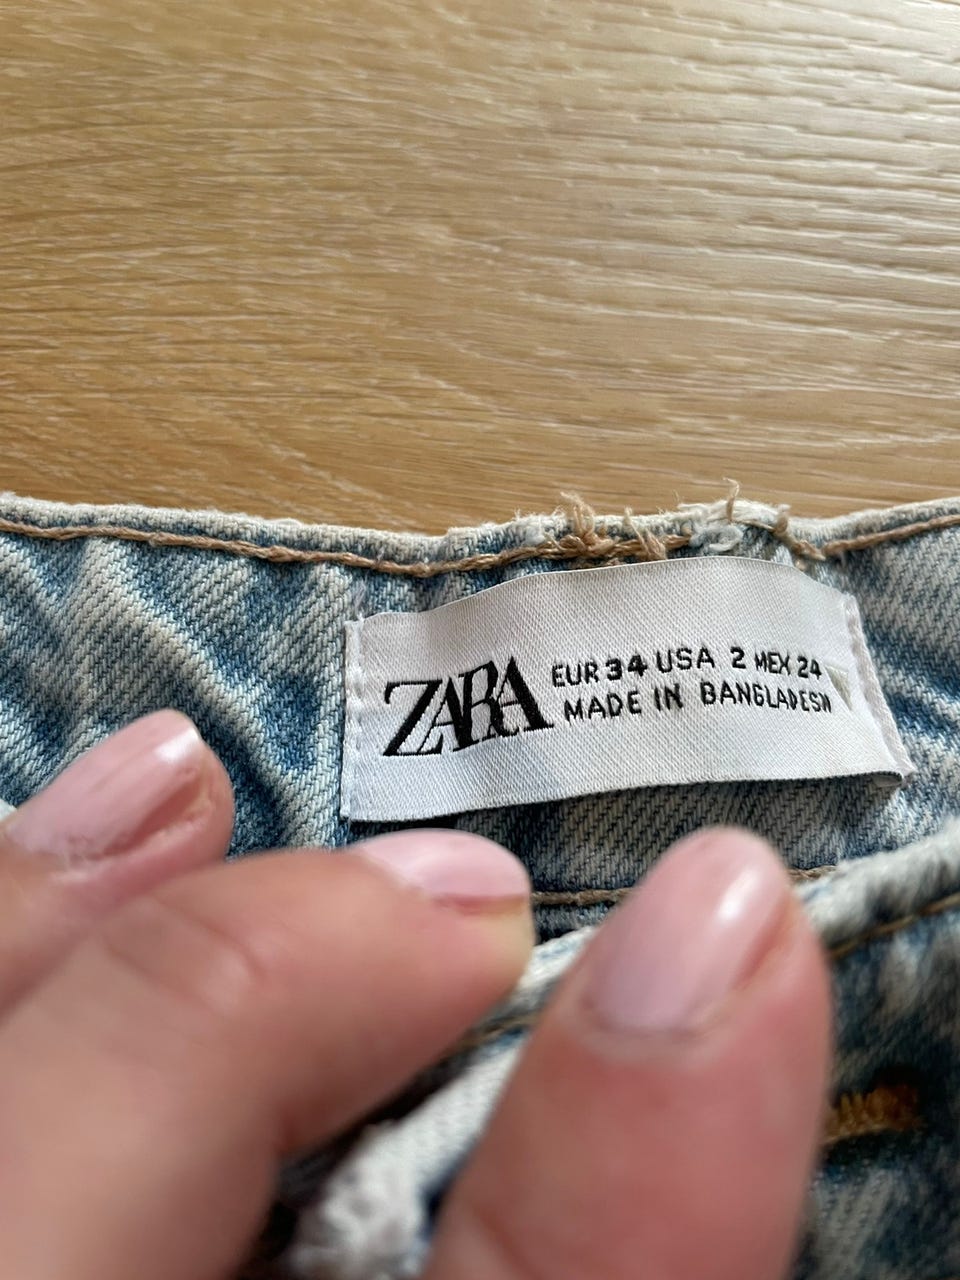 ZARA
EUR 34 USA 2 MEX 24
MADE IN BANGLADESH